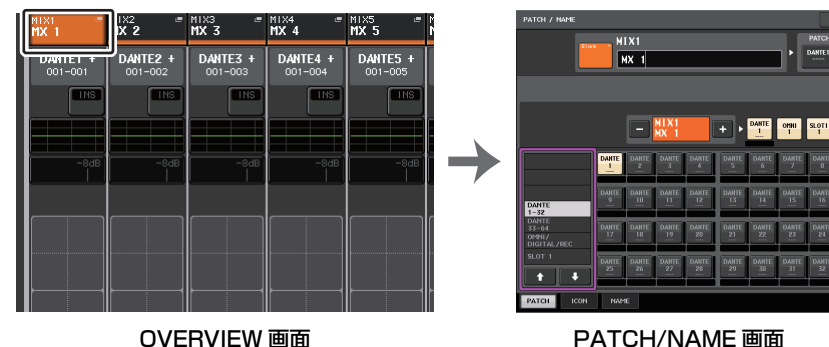 MIX1
MX 1
MX 2
MIX3
MX 3
MIX4
MX 4
MIX5
MX 5
DANTE1 +
001-001
DANTE2 +
001-002
DANTE3 +
001-003
DANTE4 +
001-004
DANTE5 +
001-005
INS
INS
INS
INS
INS
-8dB
-8dB
-8dB
-8dB
-8dB
OVERVIEW 画面
PATCH / NAME
MIX1
PATCH
MX 1
DANTE1
MIX1
MX 1
DANTE 1
OMNI 1
SLOT1 1
DANTE 1
DANTE 2
DANTE 3
DANTE 4
DANTE 5
DANTE 6
DANTE 7
DANTE 8
DANTE 9
DANTE 10
DANTE 11
DANTE 12
DANTE 13
DANTE 14
DANTE 15
DANTE 16
DANTE 17
DANTE 18
DANTE 19
DANTE 20
DANTE 21
DANTE 22
DANTE 23
DANTE 24
DANTE 25
DANTE 26
DANTE 27
DANTE 28
DANTE 29
DANTE 30
DANTE 31
DANTE 32
DANTE
1-32
DANTE
33-64
OMNI/
DIGITAL/REC
SLOT 1
PATCH
ICON
NAME
PATCH/NAME 画面